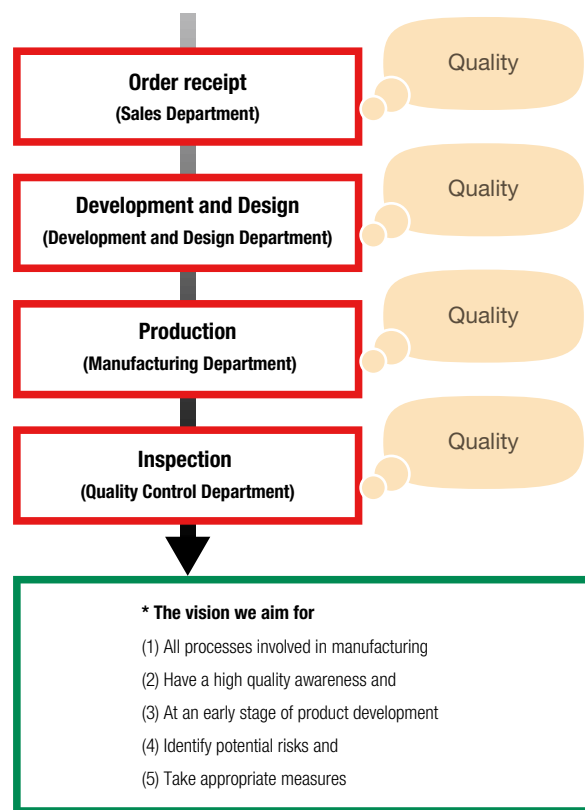 Order receipt
(Sales Department)
Quality
Development and Design
(Development and Design Department)
Quality
Production
(Manufacturing Department)
Quality
Inspection
(Quality Control Department)
Quality
* The vision we aim for
(1) All processes involved in manufacturing
(2) Have a high quality awareness and
(3) At an early stage of product development
(4) Identify potential risks and
(5) Take appropriate measures